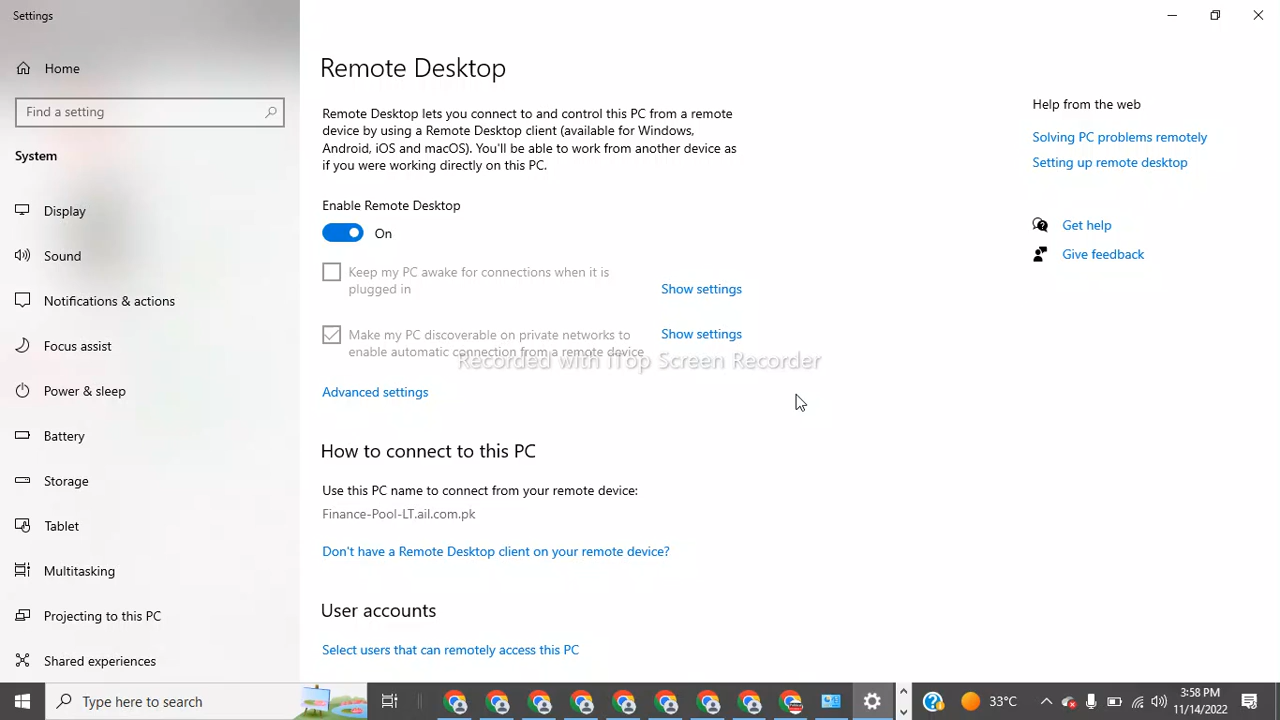 Settings
Home
Find a setting
System
Display
Sound
Notifications & actions
Focus assist
Power & sleep
Battery
Storage
Tablet
Multitasking
Projecting to this PC
Shared experiences
Remote Desktop
Remote Desktop lets you connect to and control this PC from a remote
device by using a Remote Desktop client (available for Windows,
Android, iOS and macOS). You'll be able to work from another device as
if you were working directly on this PC.
Enable Remote Desktop
On
Keep my PC awake for connections when it is
plugged in
Show settings
Make my PC discoverable on private networks to
enable automatic connection from a remote device
Show settings
Recorded with iTop Screen Recorder
Advanced settings
How to connect to this PC
Use this PC name to connect from your remote device:
Finance-Pool-LT.ail.com.pk
Don't have a Remote Desktop client on your remote device?
User accounts
Select users that can remotely access this PC
Help from the web
Solving PC problems remotely
Setting up remote desktop
Get help
Give feedback
Type here to search
33°C
3:58 PM
11/14/2022